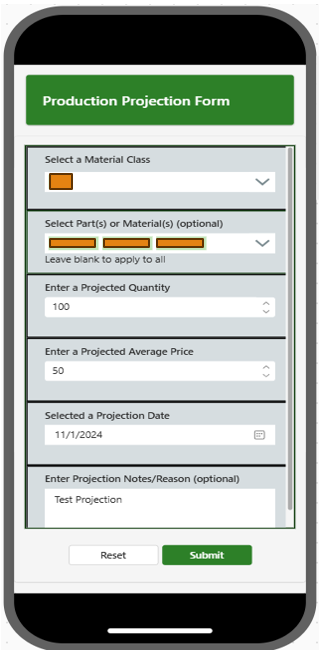 Production Projection Form
Select a Material Class
Select Part(s) or Material(s) (optional)
Leave blank to apply to all
Enter a Projected Quantity
100
Enter a Projected Average Price
50
Selected a Projection Date
11/1/2024
Enter Projection Notes/Reason (optional)
Test Projection
Reset Submit